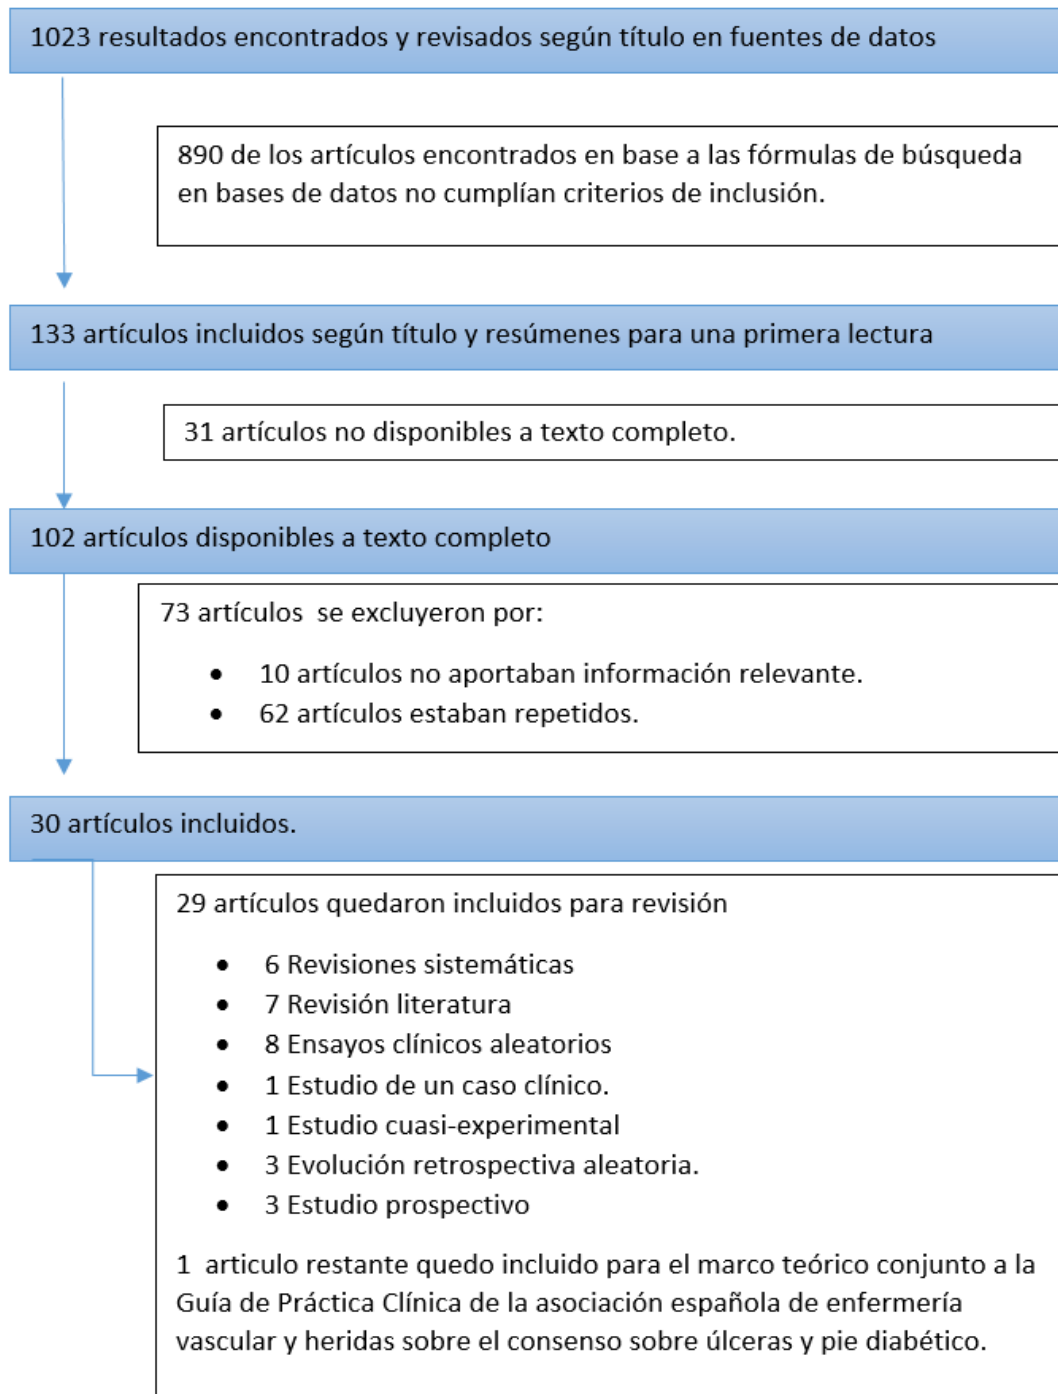 1023 resultados encontrados y revisados según título en fuentes de datos
890 de los artículos encontrados en base a las fórmulas de búsqueda
en bases de datos no cumplían criterios de inclusión.
133 artículos incluidos según título y resúmenes para una primera lectura
31 artículos no disponibles a texto completo.
102 artículos disponibles a texto completo
73 artículos  se excluyeron por:
• 10 artículos no aportaban información relevante.
• 62 artículos estaban repetidos.
30 artículos incluidos.
29 artículos quedaron incluidos para revisión
• 6 Revisiones sistemáticas
• 7 Revisión literatura
• 8 Ensayos clínicos aleatorios
• 1 Estudio de un caso clínico.
• 1 Estudio cuasi-experimental
• 3 Evolución retrospectiva aleatoria.
• 3 Estudio prospectivo
1  articulo restante quedo incluido para el marco teórico conjunto a la
Guía de Práctica Clínica de la asociación española de enfermería
vascular y heridas sobre el consenso sobre úlceras y pie diabético.